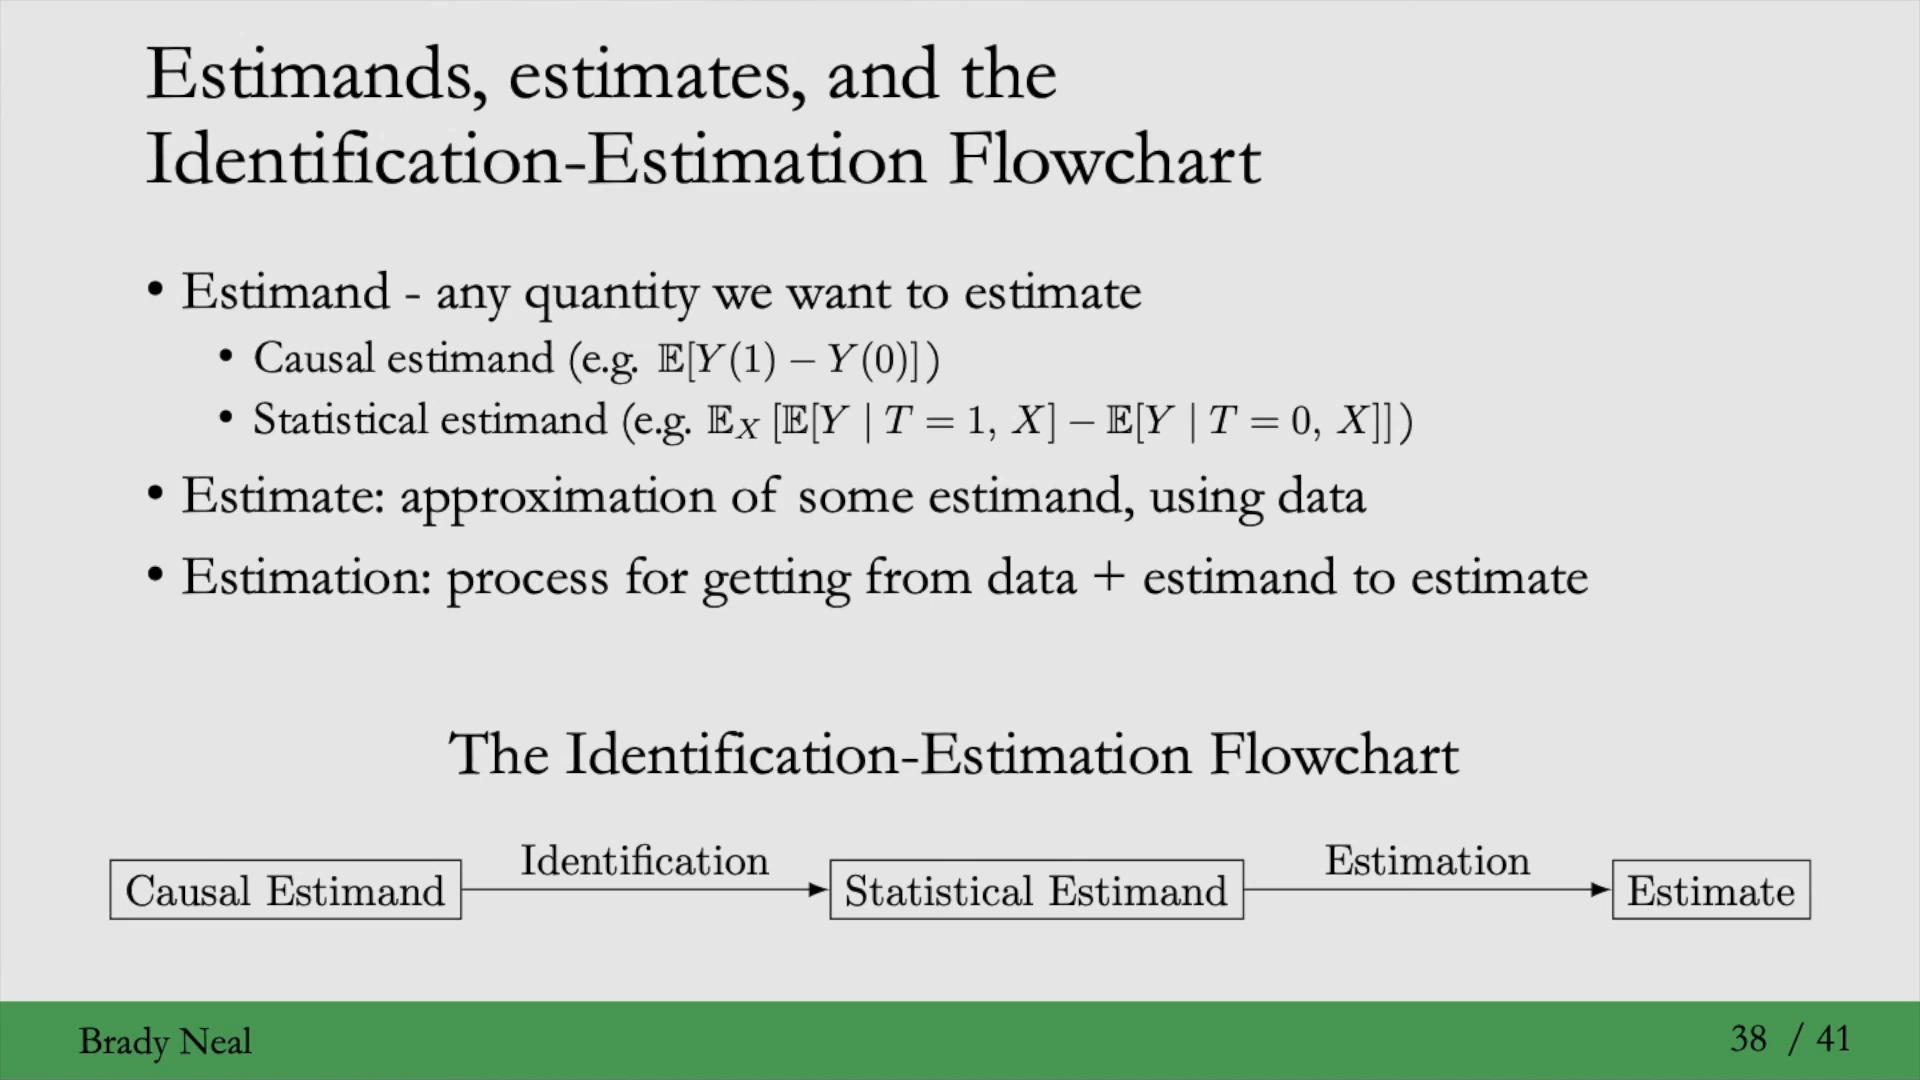 Estimands, estimates, and the
Identification-Estimation Flowchart
• Estimand - any quantity we want to estimate
• Causal estimand (e.g. 𝔼[Y(1) − Y(0)])
• Statistical estimand (e.g. 𝔼_X [𝔼[Y | T = 1, X] − 𝔼[Y | T = 0, X]])
• Estimate: approximation of some estimand, using data
• Estimation: process for getting from data + estimand to estimate
The Identification-Estimation Flowchart
Causal Estimand Identification Statistical Estimand Estimation Estimate
Brady Neal 38 / 41